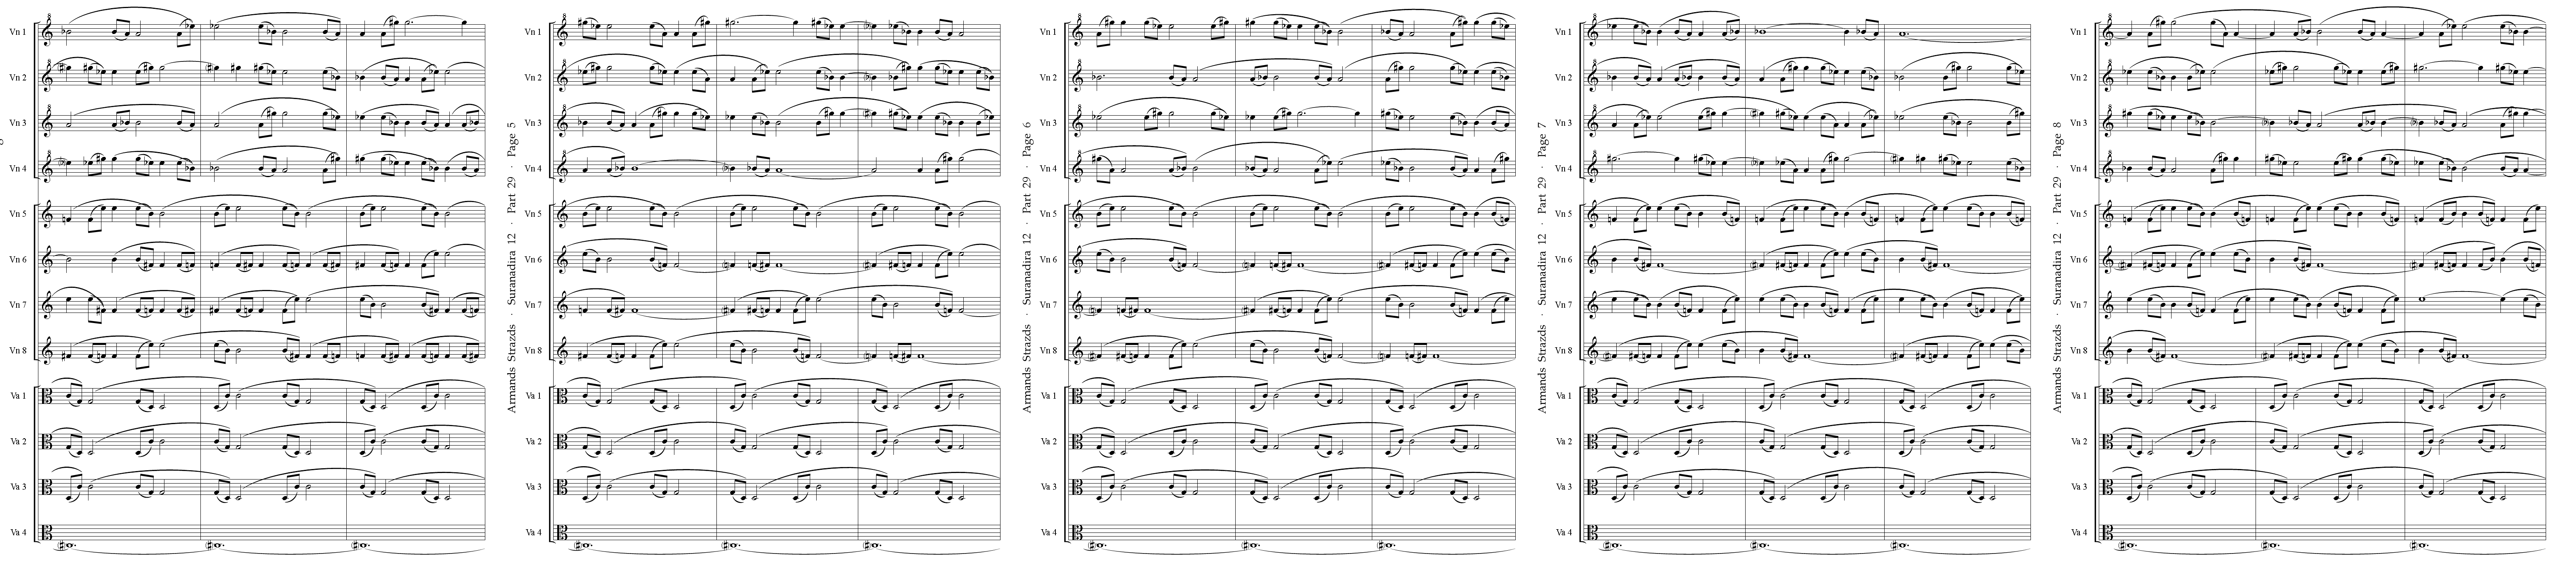 Vn 1
Vn 2
Vn 3
Vn 4
Vn 5
Vn 6
Vn 7
Vn 8
Va 1
Va 2
Va 3
Va 4
Armands Strazds · Suranadira 12 · Part 29 · Page 5
Vn 1
Vn 2
Vn 3
Vn 4
Vn 5
Vn 6
Vn 7
Vn 8
Va 1
Va 2
Va 3
Va 4
Armands Strazds · Suranadira 12 · Part 29 · Page 6
Vn 1
Vn 2
Vn 3
Vn 4
Vn 5
Vn 6
Vn 7
Vn 8
Va 1
Va 2
Va 3
Va 4
Armands Strazds · Suranadira 12 · Part 29 · Page 7
Vn 1
Vn 2
Vn 3
Vn 4
Vn 5
Vn 6
Vn 7
Vn 8
Va 1
Va 2
Va 3
Va 4
Armands Strazds · Suranadira 12 · Part 29 · Page 8
Vn 1
Vn 2
Vn 3
Vn 4
Vn 5
Vn 6
Vn 7
Vn 8
Va 1
Va 2
Va 3
Va 4